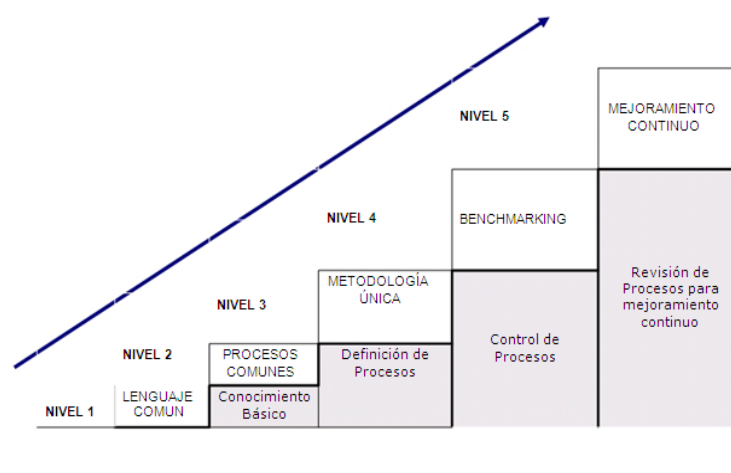 NIVEL 5
MEJORAMIENTO
CONTINUO
NIVEL 4
BENCHMARKING
Revisión de
Procesos para
mejoramiento
continuo
NIVEL 3
METODOLOGÍA
ÚNICA
Control de
Procesos
NIVEL 2
PROCESOS
COMUNES
Definición de
Procesos
NIVEL 1
LENGUAJE
COMUN
Conocimiento
Básico